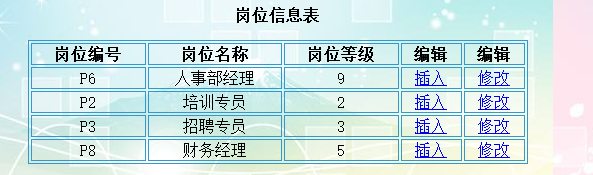 岗位信息表
岗位编号 岗位名称 岗位等级 编辑 编辑
P6 人事部经理 9 插入 修改
P2 培训专员 2 插入 修改
P3 招聘专员 3 插入 修改
P8 财务经理 5 插入 修改